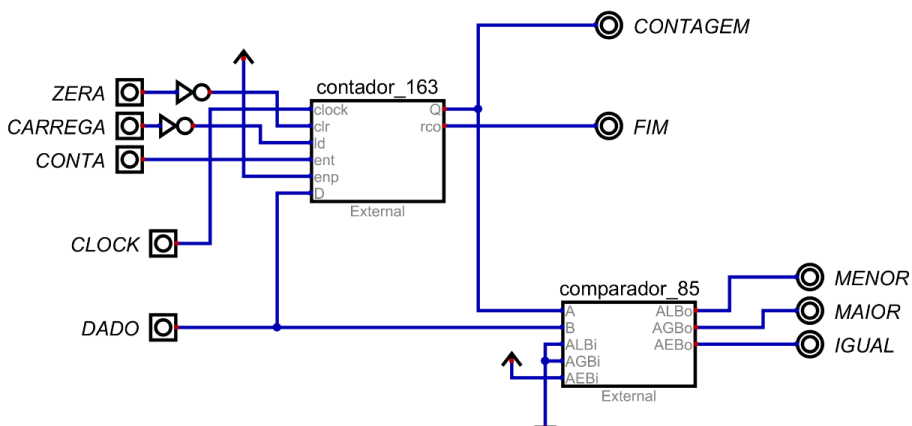 CONTAGEM
contador_163
ZERA
CARREGA
CONTA
clock
clr
ld
ent
enp
D
Q
rco
FIM
External
CLOCK
DADO
comparador_85
A
B
ALBi
AGBi
AEBi
ALBo
AGBo
AEBo
MENOR
MAIOR
IGUAL
External